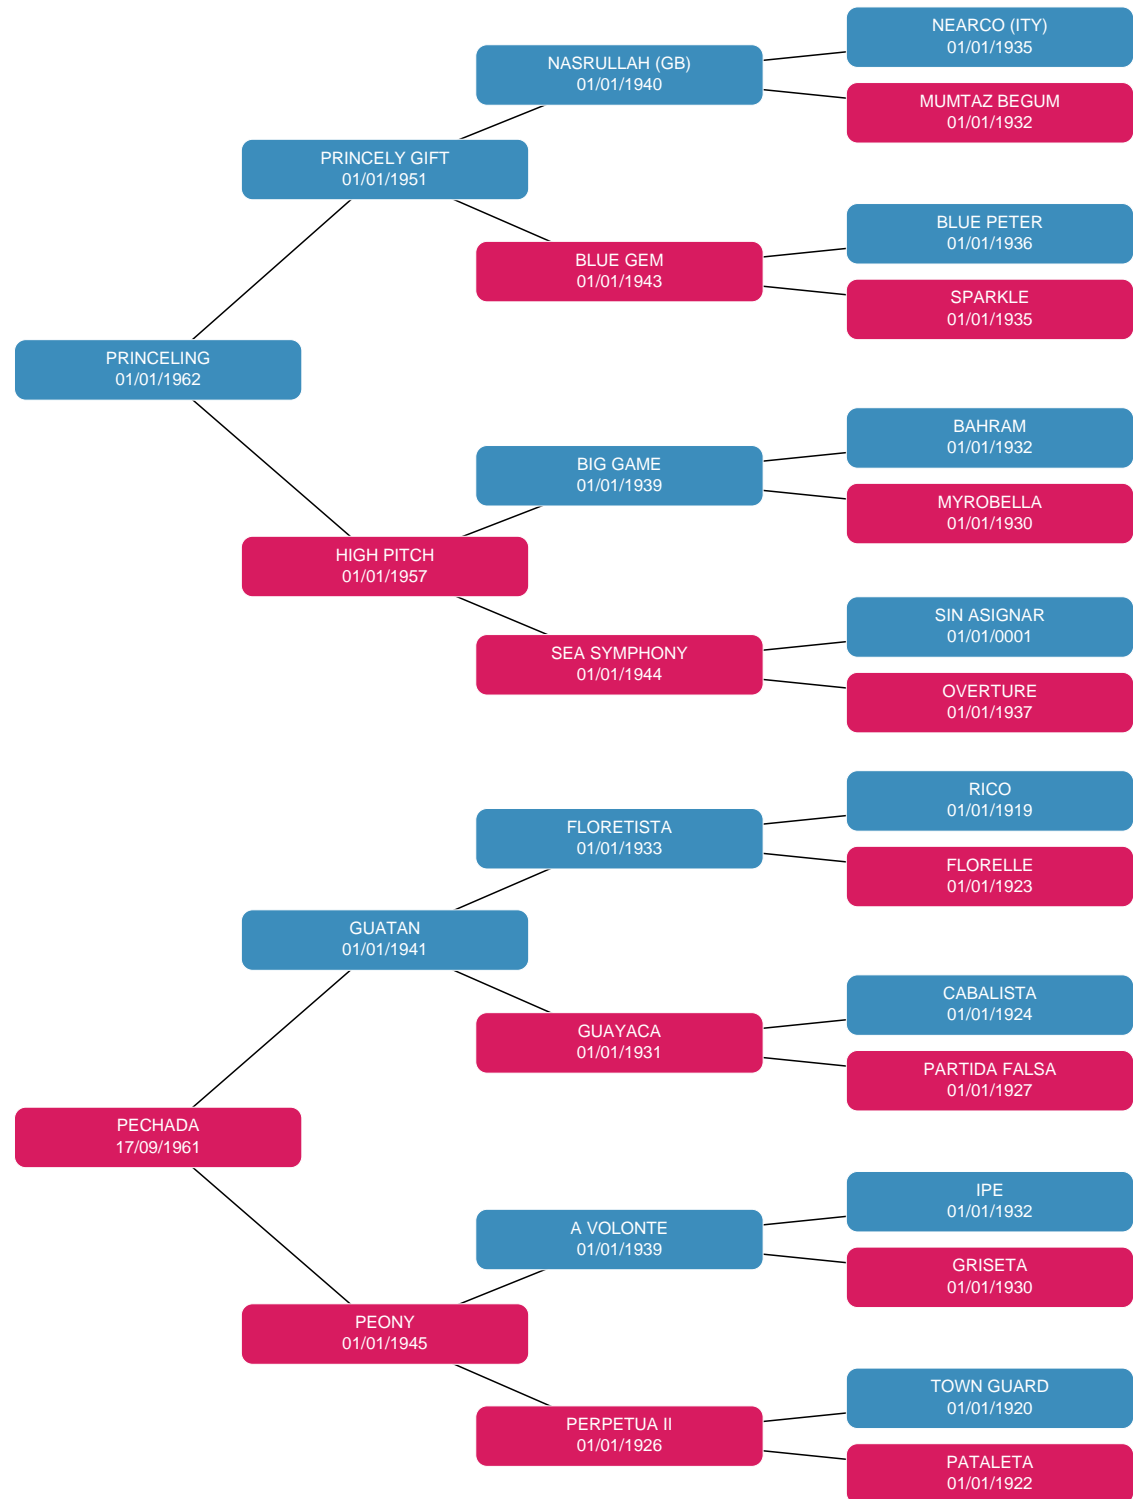 NEARCO (ITY)
01/01/1935
NASRULLAH (GB)
01/01/1940
MUMTAZ BEGUM
01/01/1932
PRINCELY GIFT
01/01/1951
BLUE PETER
01/01/1936
BLUE GEM
01/01/1943
SPARKLE
01/01/1935
PRINCELING
01/01/1962
BAHRAM
01/01/1932
BIG GAME
01/01/1939
MYROBELLA
01/01/1930
HIGH PITCH
01/01/1957
SIN ASIGNAR
01/01/0001
SEA SYMPHONY
01/01/1944
OVERTURE
01/01/1937
RICO
01/01/1919
FLORETISTA
01/01/1933
FLORELLE
01/01/1923
GUATAN
01/01/1941
CABALISTA
01/01/1924
GUAYACA
01/01/1931
PARTIDA FALSA
01/01/1927
PECHADA
17/09/1961
IPE
01/01/1932
A VOLONTE
01/01/1939
GRISETA
01/01/1930
PEONY
01/01/1945
TOWN GUARD
01/01/1920
PERPETUA II
01/01/1926
PATALETA
01/01/1922